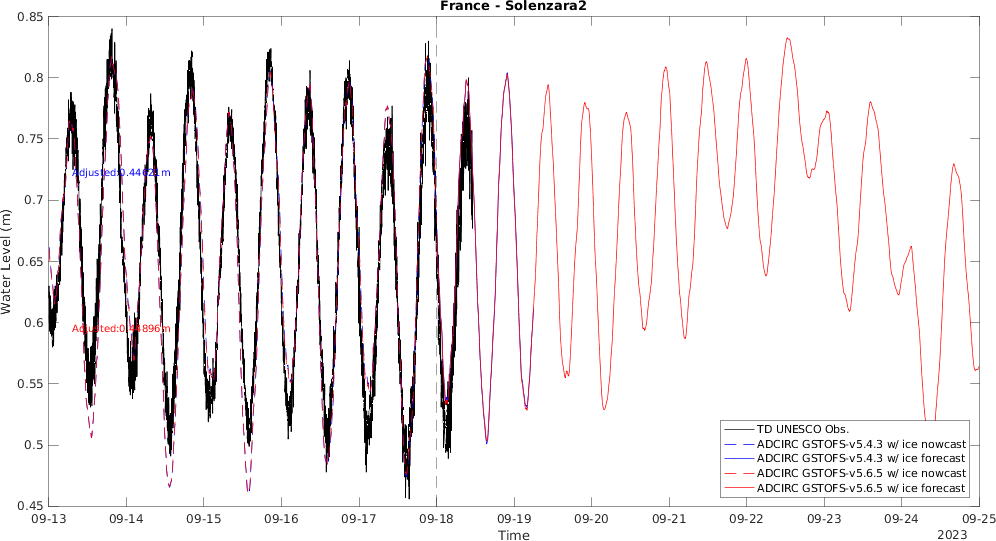 France - Solenzara2
0.85
0.8
0.75
0.7
0.65
0.6
0.55
0.5
0.45
Water Level (m)
Adjusted:0.44621m
TD UNESCO Obs.
ADCIRC GSTOFS-v5.4.3 w/ ice nowcast
ADCIRC GSTOFS-v5.4.3 w/ ice forecast
ADCIRC GSTOFS-v5.6.5 w/ ice nowcast
ADCIRC GSTOFS-v5.6.5 w/ ice forecast
09-13 09-14 09-15 09-16 09-17 09-18 09-19 09-20 09-21 09-22 09-23 09-24 09-25
Time
2023